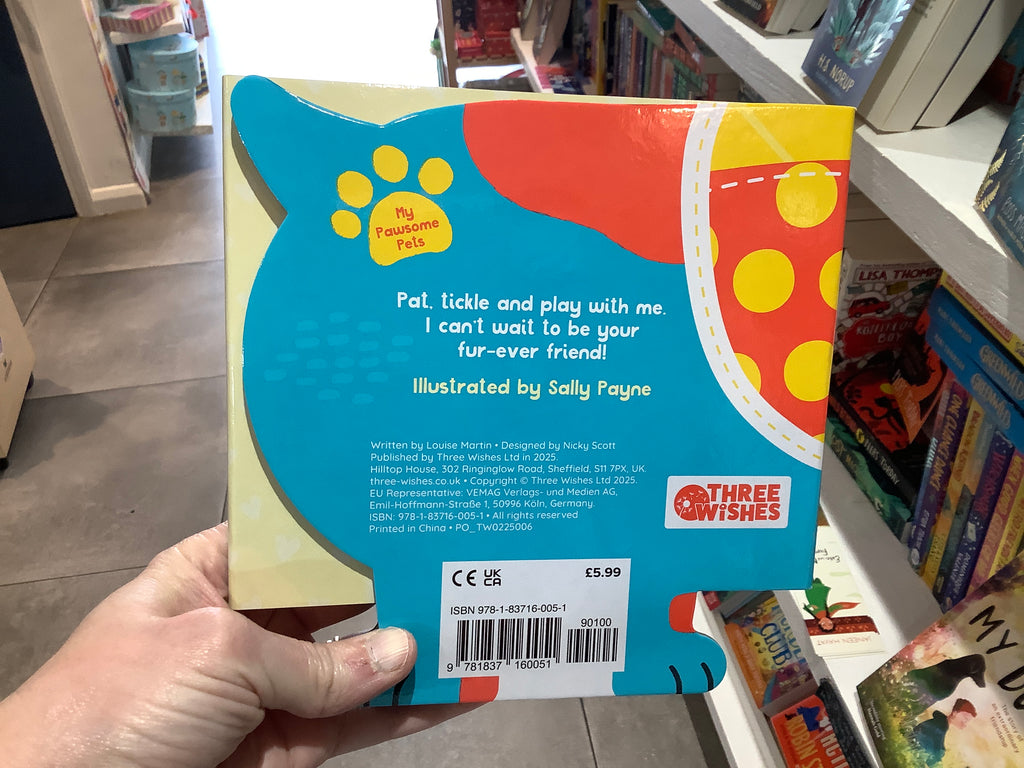 My
Pawsome
Pets
Pat, tickle and play with me.
I can't wait to be your
fur-ever friend!
Illustrated by Sally Payne
Written by Louise Martin • Designed by Nicky Scott
Published by Three Wishes Ltd in 2025.
Hilltop House, 302 Ringinglow Road, Sheffield, S11 7PX, UK.
three-wishes.co.uk • Copyright © Three Wishes Ltd 2025.
EU Representative: VEMAG Verlags- und Medien AG,
Emil-Hoffmann-Straße 1, 50996 Köln, Germany.
ISBN: 978-1-83716-005-1 • All rights reserved
Printed in China • PO_TW0225006
THREE
WiSHES
CE UK
CA
£5.99
ISBN 978-1-83716-005-1
90100
9 781837 160051
LISA THOMP
MY D
CLUB